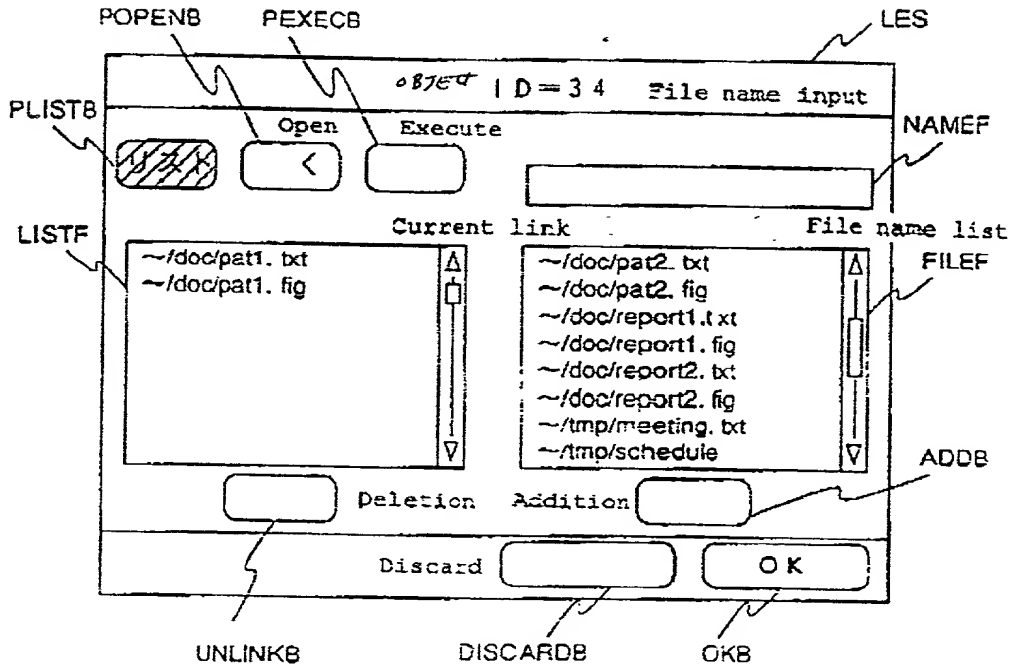 POPENB PEXECB LES
OBJECT ID=34 File name input
PLISTB Open Execute NAMEF
リスト <
LISTF Current link File name list
~/doc/pat1. txt ~/doc/pat2. txt FILEF
~/doc/pat1. fig ~/doc/pat2. fig
~/doc/report1.txt
~/doc/report1. fig
~/doc/report2. txt
~/doc/report2. fig
~/tmp/meeting. txt
~/tmp/schedule
ADDB
Deletion Addition
Discard OK
UNLINKB DISCARDB OKB